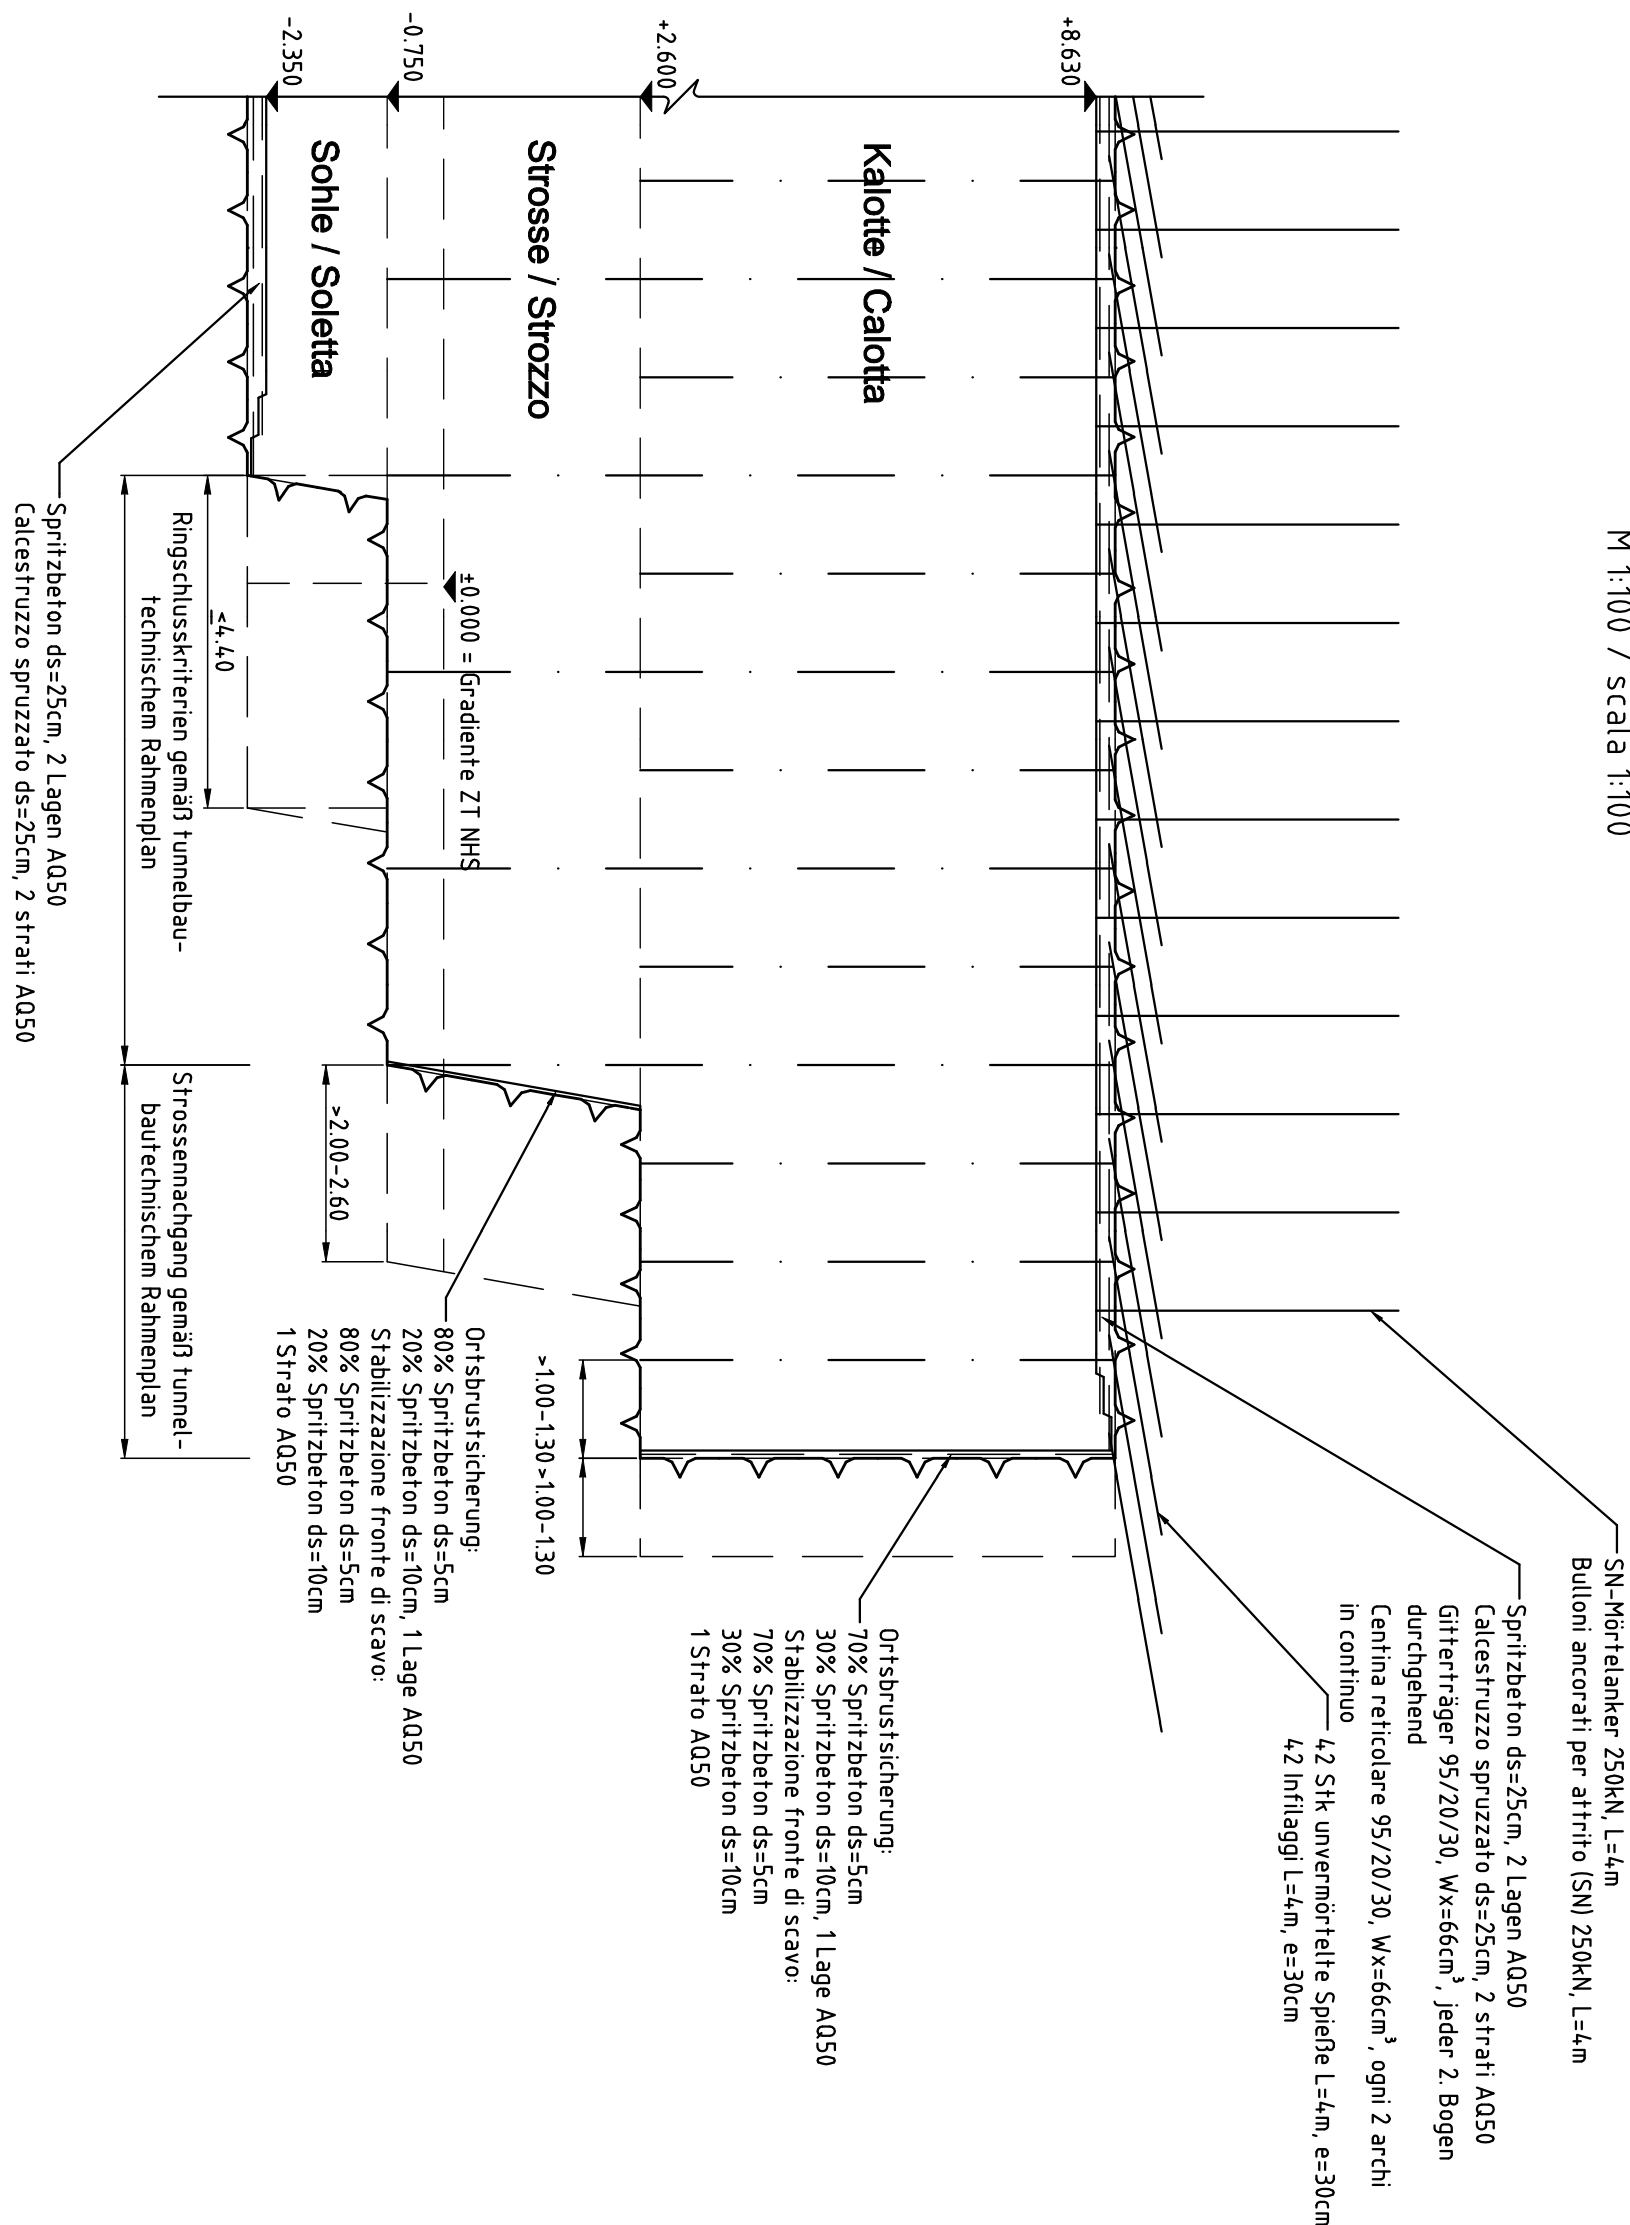 M 1:100 / scala 1:100
SN-Mörtelanker 250kN, L=4m
Bulloni ancorati per attrito (SN) 250kN, L=4m
Spritzbeton ds=25cm, 2 Lagen AQ50
Calcestruzzo spruzzato ds=25cm, 2 strati AQ50
Gitterträger 95/20/30, Wx=66cm³, jeder 2. Bogen
durchgehend
Centina reticolare 95/20/30, Wx=66cm³, ogni 2 archi
in continuo
42 Stk unvermörtelte Spieße L=4m, e=30cm
42 Infilaggi L=4m, e=30cm
+8.630
Kalotte / Calotta
Ortsbrustsicherung:
70% Spritzbeton ds=5cm
30% Spritzbeton ds=10cm, 1 Lage AQ50
Stabilizzazione fronte di scavo:
70% Spritzbeton ds=5cm
30% Spritzbeton ds=10cm
1 Strato AQ50
+2.600
Strosse / Strozzo
>1.00-1.30
>1.00-1.30
±0.000 = Gradiente ZT NHS
Ortsbrustsicherung:
80% Spritzbeton ds=5cm
20% Spritzbeton ds=10cm, 1 Lage AQ50
Stabilizzazione fronte di scavo:
80% Spritzbeton ds=5cm
20% Spritzbeton ds=10cm
1 Strato AQ50
-0.750
Sohle / Soletta
>2.00-2.60
-2.350
≤4.40
Ringschlusskriterien gemäß tunnelbau-
technischem Rahmenplan
Strossennachgang gemäß tunnel-
bautechnischem Rahmenplan
Spritzbeton ds=25cm, 2 Lagen AQ50
Calcestruzzo spruzzato ds=25cm, 2 strati AQ50